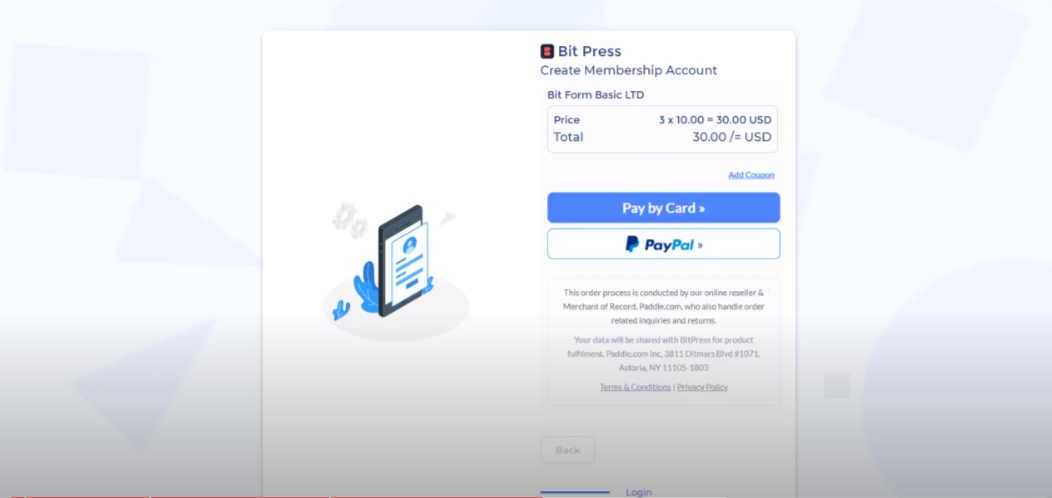 Bit Press
Create Membership Account
Bit Form Basic LTD
Price 3 x 10.00 = 30.00 USD
Total 30.00 /= USD
Add Coupon
Pay by Card »
PayPal »
This order process is conducted by our online reseller &
Merchant of Record, Paddle.com, who also handle order
related inquiries and returns.
Your data will be shared with BitPress for product
fulfilment. Paddle.com Inc, 3811 Ditmars Blvd #1071,
Astoria, NY 11105-1803
Terms & Conditions | Privacy Policy
Back
Login